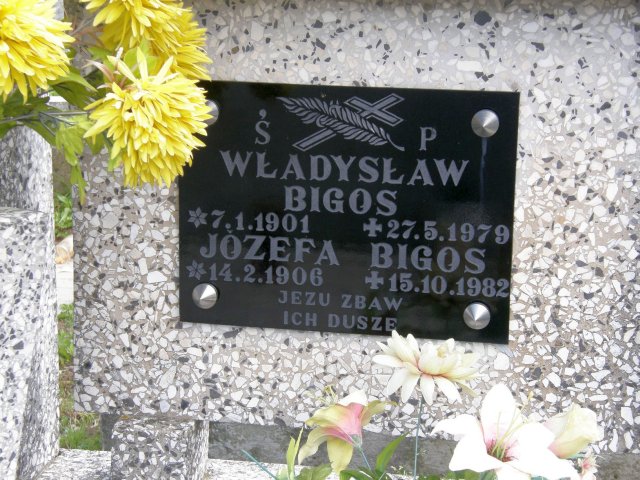 Ś P
WŁADYSŁAW
BIGOS
*7.1.1901 ✝27.5.1979
JÓZEFA BIGOS
*14.2.1906 ✝15.10.1982
JEZU ZBAW
ICH DUSZE